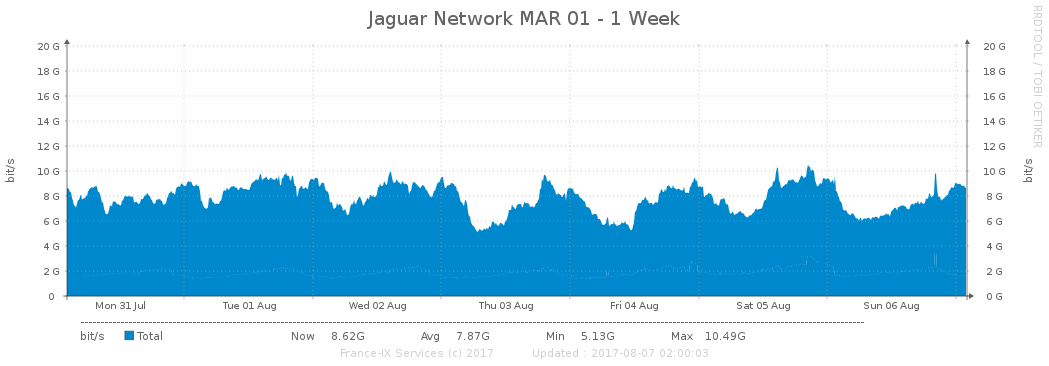 Jaguar Network MAR 01 - 1 Week
RRDTOOL / TOBI OETIKER
bit/s
20 G 20 G
18 G 18 G
16 G 16 G
14 G 14 G
12 G 12 G
10 G 10 G
8 G 8 G
6 G 6 G
4 G 4 G
2 G 2 G
0 0 G
bit/s
Mon 31 Jul Tue 01 Aug Wed 02 Aug Thu 03 Aug Fri 04 Aug Sat 05 Aug Sun 06 Aug
bit/s Total Now 8.62G Avg 7.87G Min 5.13G Max 10.49G
France-IX Services (c) 2017 Updated : 2017-08-07 02:00:03